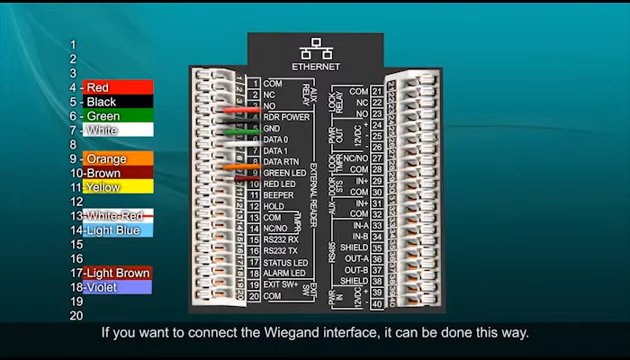 ETHERNET
1
2
3
4 - Red
5 - Black
6 - Green
7 - White
8
9 - Orange
10- Brown
11 - Yellow
12
13 -White-Red
14 - Light Blue
17 -Light Brown
18 - Violet
19
20
1 COM
2 NC
3 NO
AUX RELAY
RDR POWER
GND
6 DATA 0
7 DATA 1
8 DATA RTN
9 GREEN LED
10 RED LED
11 BEEPER
12 HOLD
13 COM
14 NC/NO
TMPR
15 RS232 RX
16 RS232 TX
17 STATUS LED
18 ALARM LED
EXTERNAL READER
19 EXIT SW+
20 COM
EXIT SW
COM 21
NC 22
NO 23
LOCK RELAY
12VDC + - 24 25 26
PWR OUT
NC/NO 27
COM 28
LOCK TMPR
IN+ 29
COM 30
DOOR STS
IN+ 31
COM 32
AUX
IN-A 33
IN-B 34
SHIELD 35
OUT-A 36
OUT-B 37
SHIELD 38
RS485
12VDC + - 39 40
PWR IN
If you want to connect the Wiegand interface, it can be done this way.